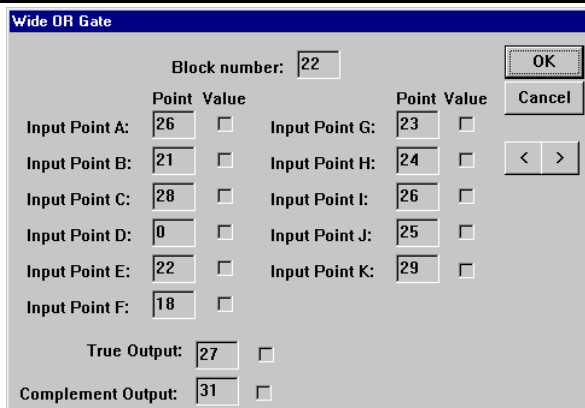 Wide OR Gate
Block number: 22
OK
Cancel
< >
Point Value Point Value
Input Point A: 26 Input Point G: 23
Input Point B: 21 Input Point H: 24
Input Point C: 28 Input Point I: 26
Input Point D: 0 Input Point J: 25
Input Point E: 22 Input Point K: 29
Input Point F: 18
True Output: 27
Complement Output: 31